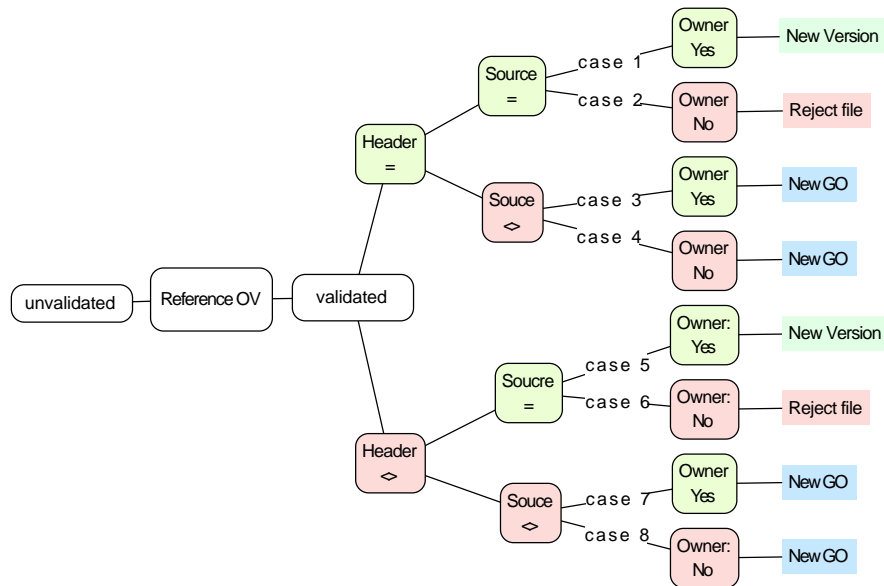 Owner
Yes
New Version
Source
=
case 1
case 2
Owner
No
Reject file
Header
=
Souce
<>
case 3
case 4
Owner
Yes
New GO
Owner
No
New GO
unvalidated
Reference OV
validated
Owner:
Yes
New Version
Soucre
=
case 5
case 6
Owner:
No
Reject file
Header
<>
Souce
<>
case 7
case 8
Owner
Yes
New GO
Owner:
No
New GO